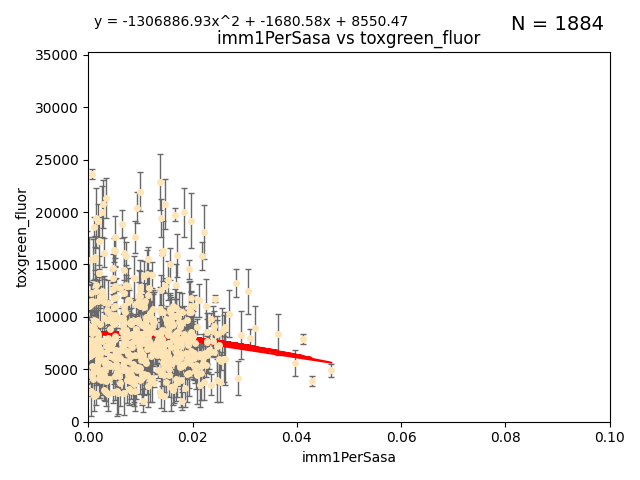 y = -1306886.93x^2 + -1680.58x + 8550.47
N = 1884
imm1PerSasa vs toxgreen_fluor
35000
30000
25000
20000
15000
10000
5000
0
toxgreen_fluor
0.00 0.02 0.04 0.06 0.08 0.10
imm1PerSasa